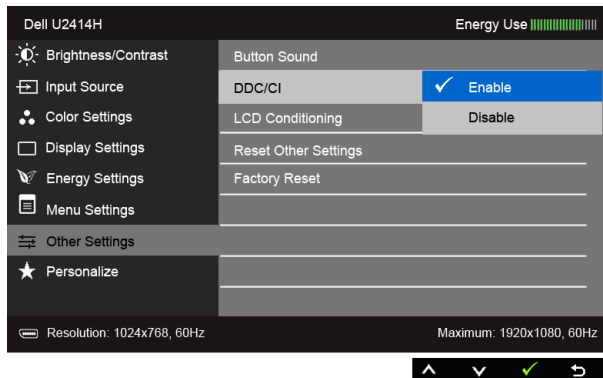 Dell U2414H
Energy Use
Brightness/Contrast
Button Sound
Input Source
DDC/CI
Enable
Color Settings
LCD Conditioning
Disable
Display Settings
Reset Other Settings
Energy Settings
Factory Reset
Menu Settings
Other Settings
Personalize
Resolution: 1024x768, 60Hz
Maximum: 1920x1080, 60Hz